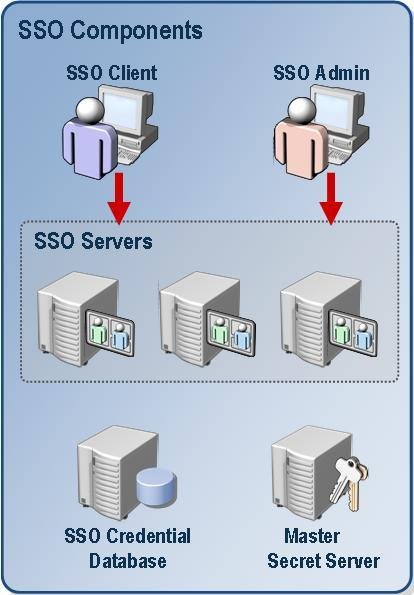 SSO Components
SSO Client
SSO Admin
SSO Servers
SSO Credential
Database
Master
Secret Server